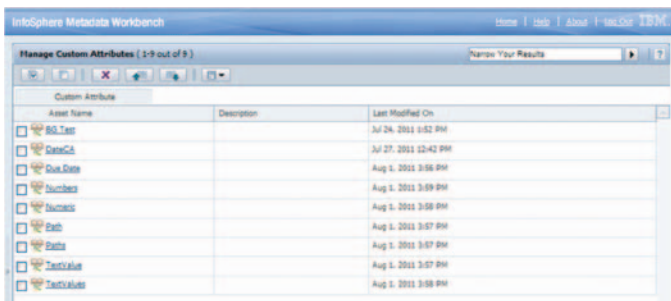 InfoSphere Metadata Workbench
Home | Help | About | Log Out IBM
Manage Custom Attributes ( 1-9 out of 9 )
Narrow Your Results
?
Custom Attribute
Asset Name Description Last Modified On
BG Test Jul 24, 2011 1:52 PM
DateCA Jul 27, 2011 12:42 PM
Due Date Aug 1, 2011 3:56 PM
Numbers Aug 1, 2011 3:59 PM
Numeric Aug 1, 2011 3:58 PM
Path Aug 1, 2011 3:57 PM
Paths Aug 1, 2011 3:57 PM
TextValue Aug 1, 2011 3:57 PM
TextValues Aug 1, 2011 3:58 PM